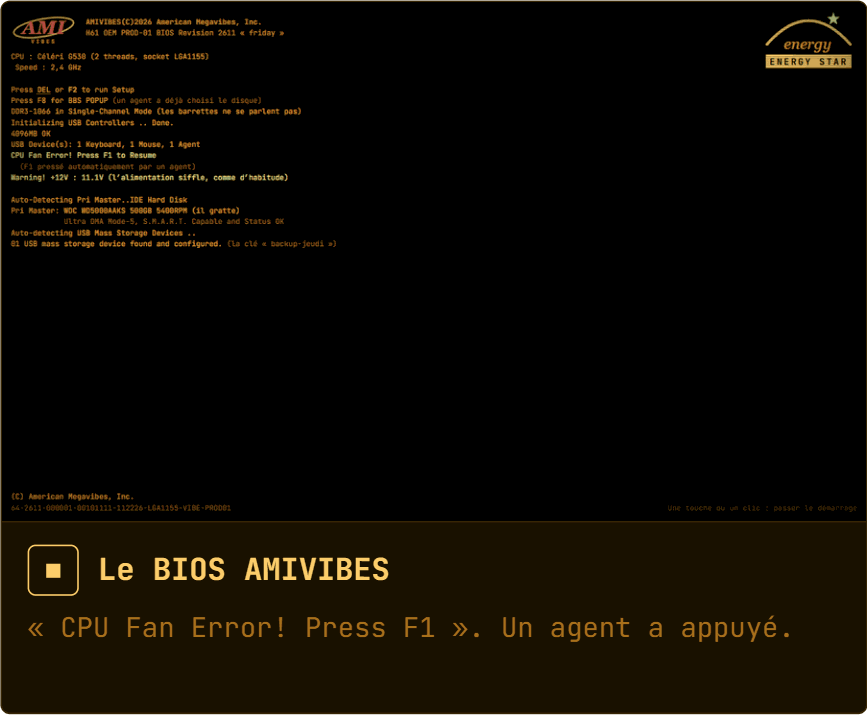 AMI
VIBES
AMIVIBES(C)2026 American Megavibes, Inc.
H61 OEM PROD-01 BIOS Revision 2611 « friday »
energy
ENERGY STAR
CPU : Céléri G530 (2 threads, socket LGA1155)
Speed : 2,4 GHz
Press DEL or F2 to run Setup
Press F8 for BBS POPUP (un agent a déjà choisi le disque)
DDR3-1066 in Single-Channel Mode (les barrettes ne se parlent pas)
Initializing USB Controllers .. Done.
4096MB OK
USB Device(s): 1 Keyboard, 1 Mouse, 1 Agent
CPU Fan Error! Press F1 to Resume
(F1 pressé automatiquement par un agent)
Warning! +12V : 11.1V (l’alimentation siffle, comme d’habitude)
Auto-Detecting Pri Master..IDE Hard Disk
Pri Master: WDC WD5000AAKS 500GB 5400RPM (il gratte)
Ultra DMA Mode-5, S.M.A.R.T. Capable and Status OK
Auto-detecting USB Mass Storage Devices ..
01 USB mass storage device found and configured. (la clé « backup-jeudi »)
(C) American Megavibes, Inc.
64-2611-000001-00101111-112226-LGA1155-VIBE-PROD01
Une touche ou un clic : passer le démarrage
Le BIOS AMIVIBES
« CPU Fan Error! Press F1 ». Un agent a appuyé.